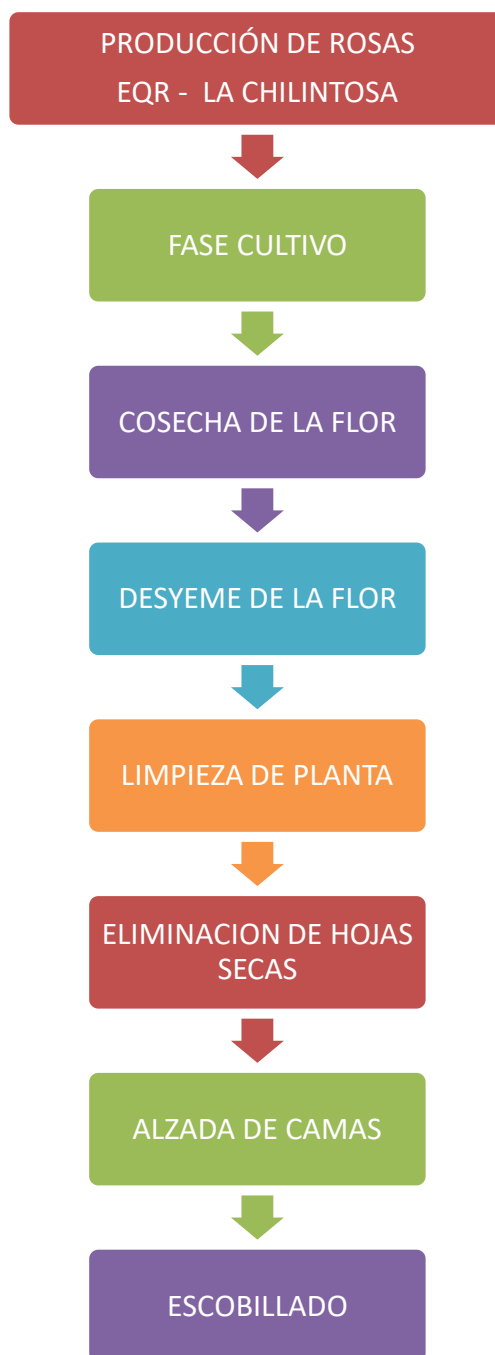 PRODUCCIÓN DE ROSAS
EQR - LA CHILINTOSA
FASE CULTIVO
COSECHA DE LA FLOR
DESYEME DE LA FLOR
LIMPIEZA DE PLANTA
ELIMINACION DE HOJAS
SECAS
ALZADA DE CAMAS
ESCOBILLADO